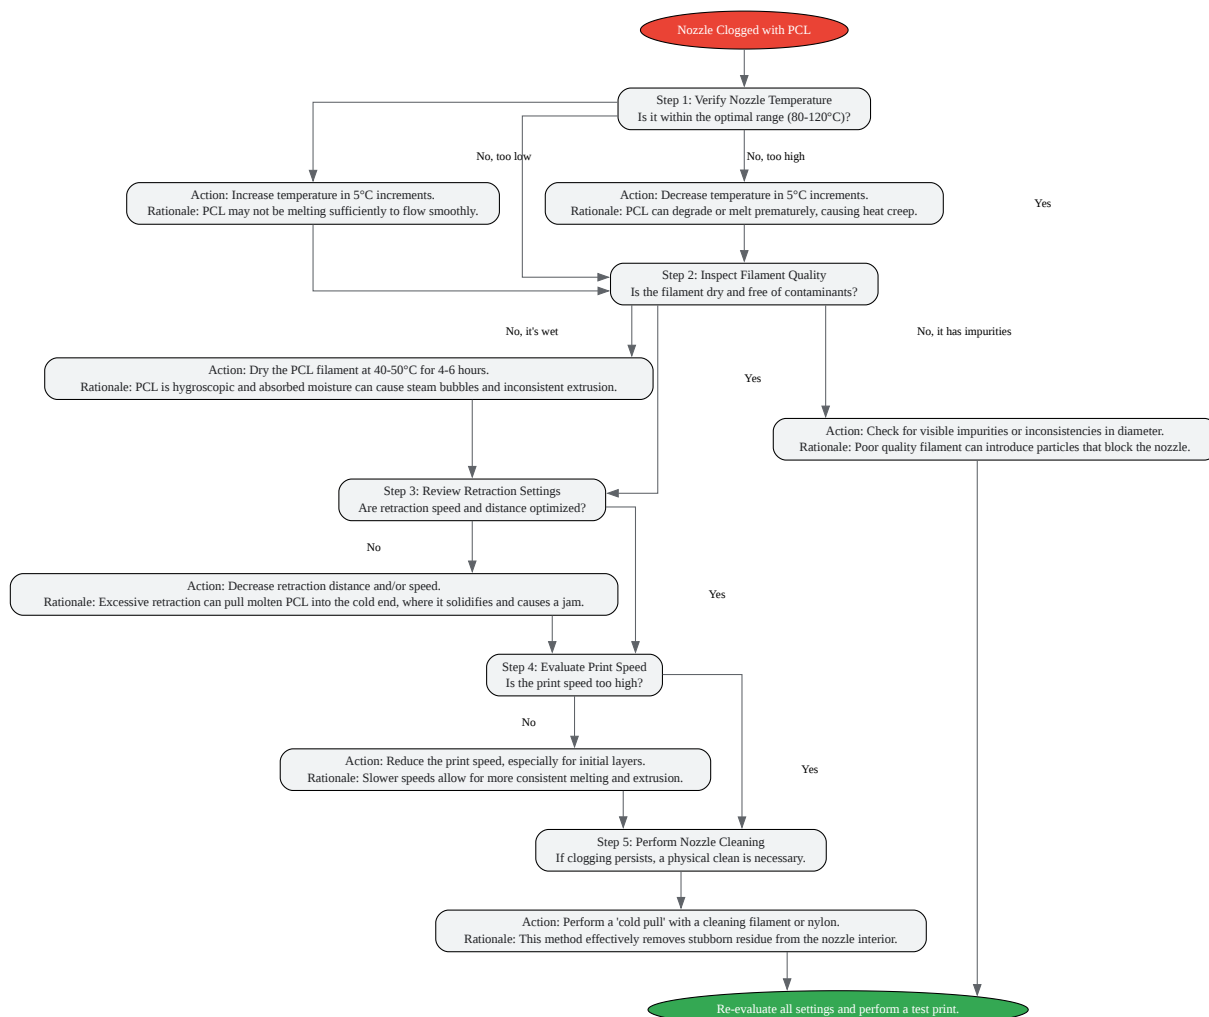 Nozzle Clogged with PCL
Step 1: Verify Nozzle Temperature
Is it within the optimal range (80-120°C)?
No, too low
No, too high
Action: Increase temperature in 5°C increments.
Rationale: PCL may not be melting sufficiently to flow smoothly.
Action: Decrease temperature in 5°C increments.
Rationale: PCL can degrade or melt prematurely, causing heat creep.
Yes
Step 2: Inspect Filament Quality
Is the filament dry and free of contaminants?
No, it's wet
No, it has impurities
Action: Dry the PCL filament at 40-50°C for 4-6 hours.
Rationale: PCL is hygroscopic and absorbed moisture can cause steam bubbles and inconsistent extrusion.
Yes
Action: Check for visible impurities or inconsistencies in diameter.
Rationale: Poor quality filament can introduce particles that block the nozzle.
Step 3: Review Retraction Settings
Are retraction speed and distance optimized?
No
Action: Decrease retraction distance and/or speed.
Rationale: Excessive retraction can pull molten PCL into the cold end, where it solidifies and causes a jam.
Yes
Step 4: Evaluate Print Speed
Is the print speed too high?
No
Action: Reduce the print speed, especially for initial layers.
Rationale: Slower speeds allow for more consistent melting and extrusion.
Yes
Step 5: Perform Nozzle Cleaning
If clogging persists, a physical clean is necessary.
Action: Perform a 'cold pull' with a cleaning filament or nylon.
Rationale: This method effectively removes stubborn residue from the nozzle interior.
Re-evaluate all settings and perform a test print.